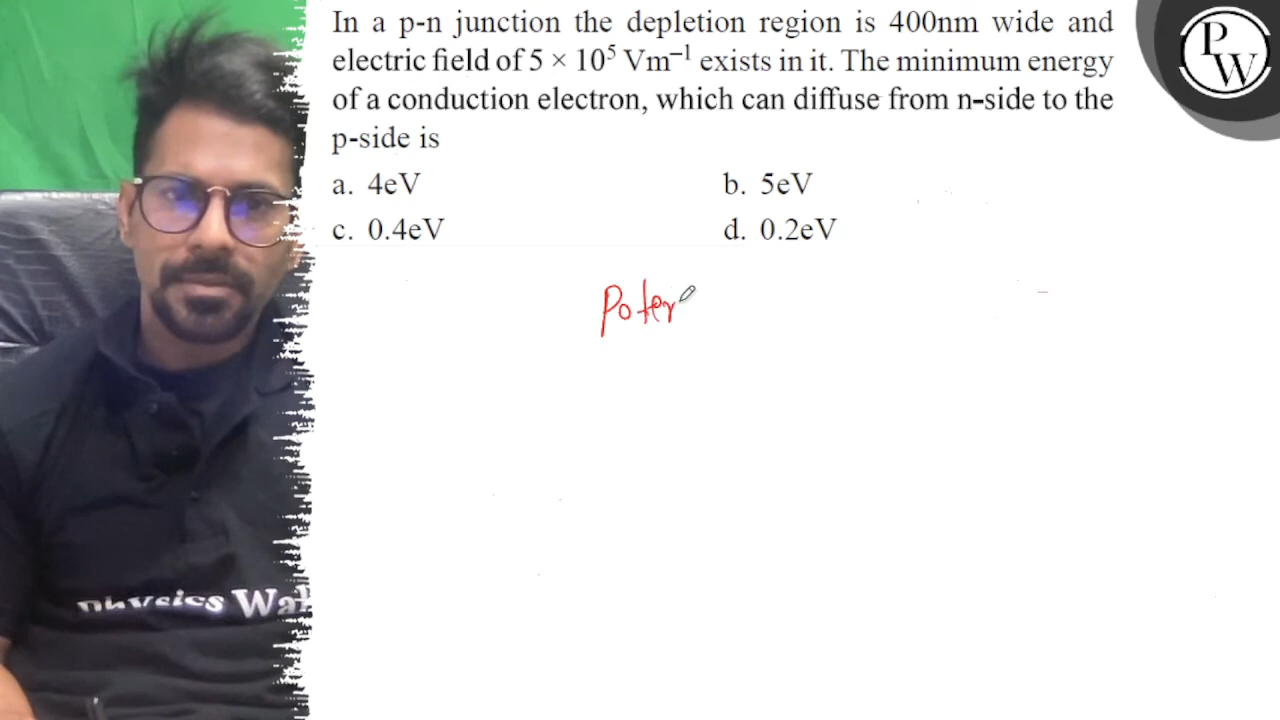 In a p-n junction the depletion region is 400nm wide and
electric field of 5 × 10⁵ Vm⁻¹ exists in it. The minimum energy
of a conduction electron, which can diffuse from n-side to the
p-side is
a. 4eV b. 5eV
c. 0.4eV d. 0.2eV
Poter
PW
Physics Wal